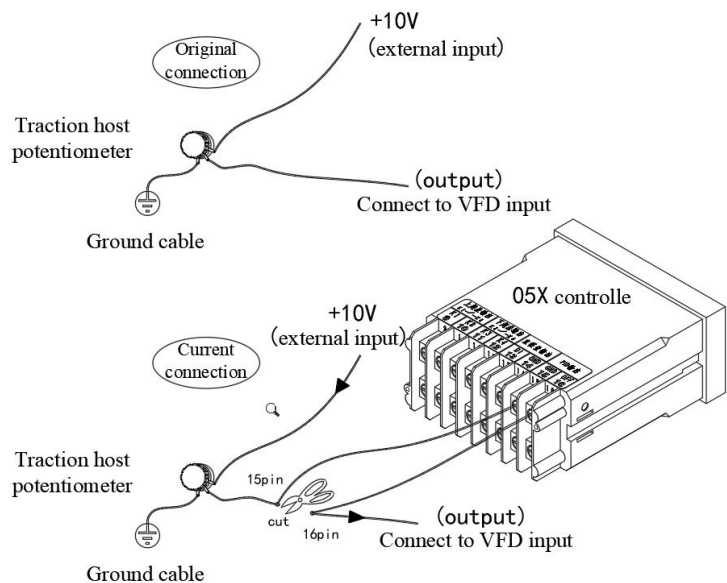 +10V
(external input)
Original
connection
Traction host
potentiometer
(output)
Connect to VFD input
Ground cable
05X controlle
+10V
(external input)
Current
connection
Traction host
potentiometer
15pin
cut
16pin
(output)
Connect to VFD input
Ground cable